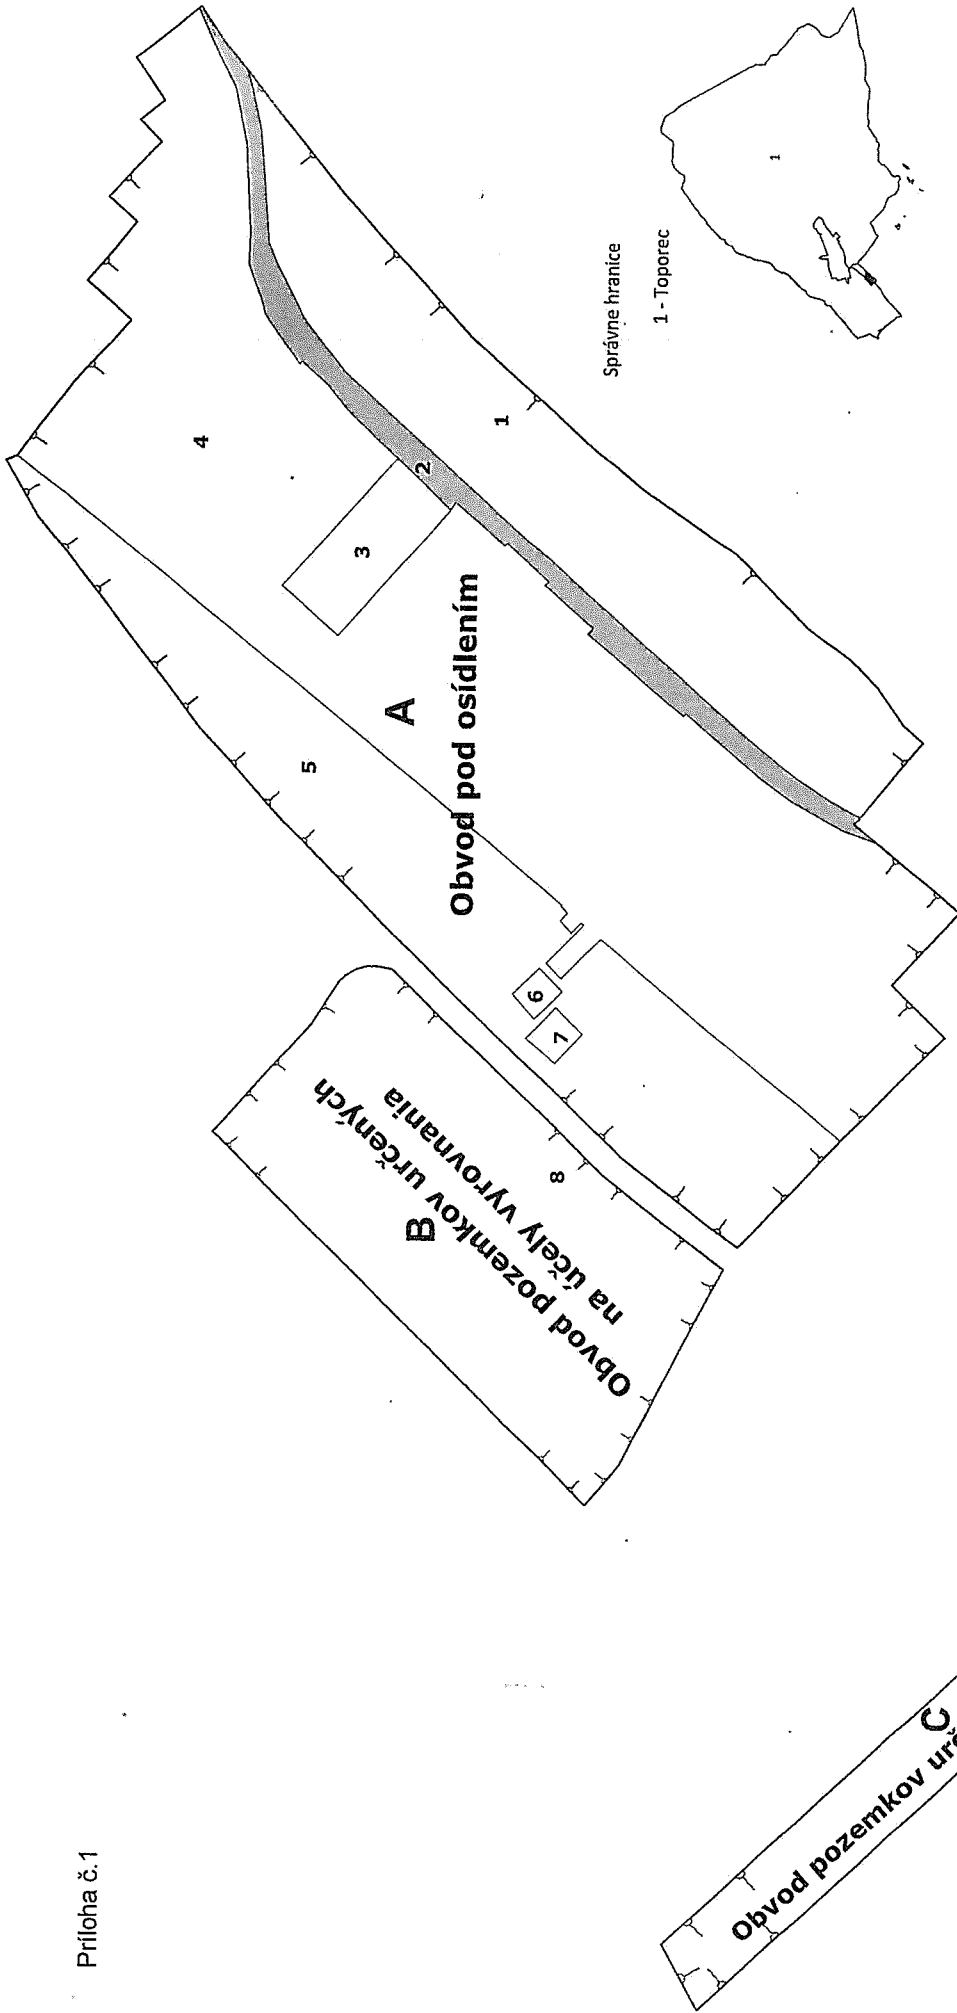 Príloha č.1
5
4
3
2
1
A
Obvod pod osídlením
6
7
8
B
Obvod pozemkov určených
na účely vyrovnania
C
Obvod pozemkov
Správne hranice
1 - Toporec
1